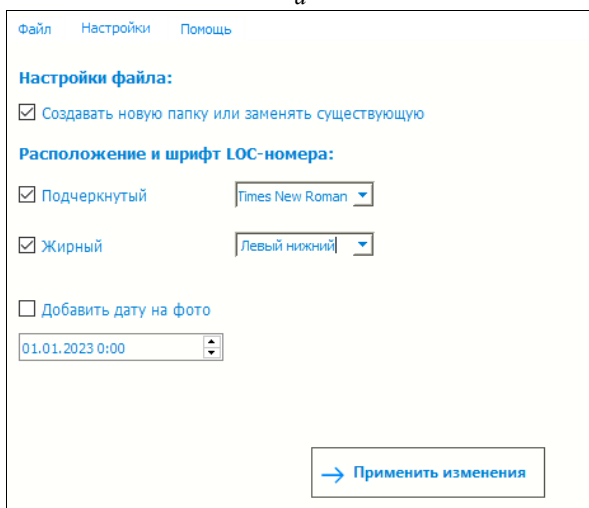 а
Файл Настройки Помощь
Настройки файла:
Создавать новую папку или заменять существующую
Расположение и шрифт LOC-номера:
Подчеркнутый Times New Roman
Жирный Левый нижний
Добавить дату на фото
01.01.2023 0:00
Применить изменения